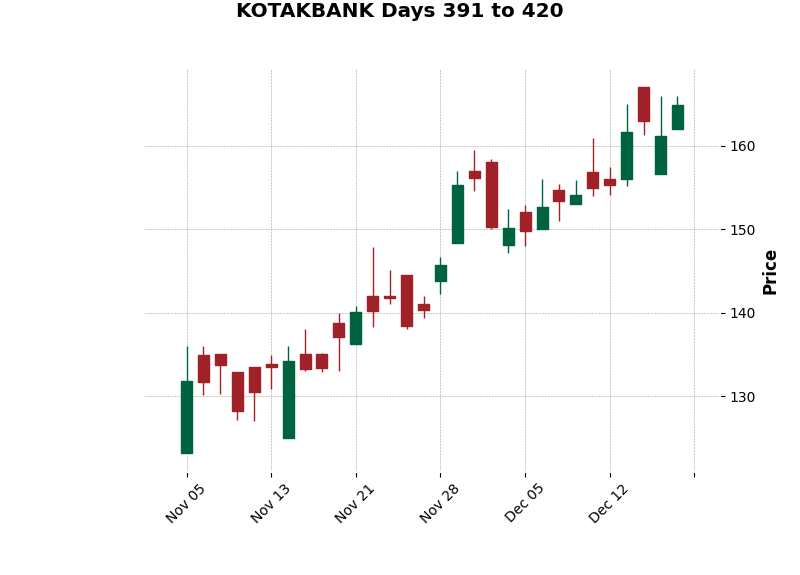 KOTAKBANK Days 391 to 420
160
150
140
130
Price
Nov 05
Nov 13
Nov 21
Nov 28
Dec 05
Dec 12